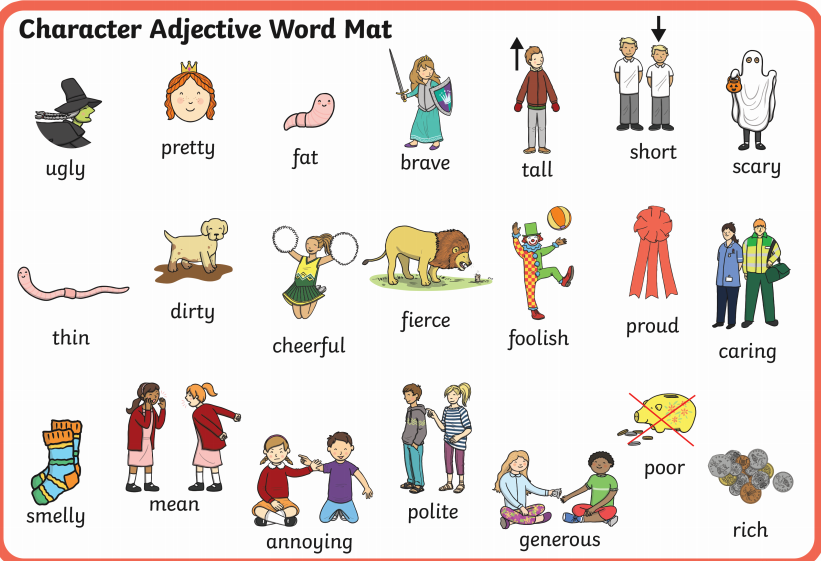 Character Adjective Word Mat
ugly
pretty
fat
brave
tall
short
scary
thin
dirty
cheerful
fierce
foolish
proud
caring
smelly
mean
annoying
polite
generous
poor
rich